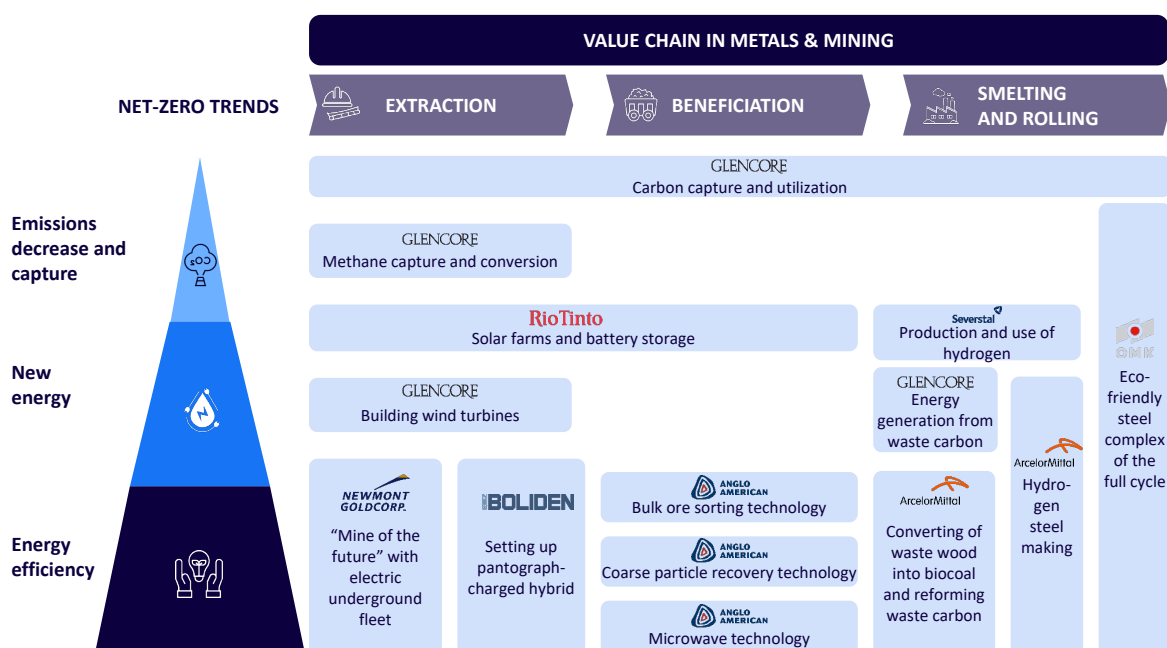 VALUE CHAIN IN METALS & MINING
NET-ZERO TRENDS
EXTRACTION
BENEFICIATION
SMELTING
AND ROLLING
GLENCORE
Carbon capture and utilization
Emissions
decrease and
capture
CO2
GLENCORE
Methane capture and conversion
RioTinto
Solar farms and battery storage
Severstal
Production and use of
hydrogen
OMK
Eco-
friendly
steel
complex
of the
full cycle
New
energy
GLENCORE
Building wind turbines
GLENCORE
Energy
generation from
waste carbon
ArcelorMittal
Hydro-
gen
steel
making
Energy
efficiency
NEWMONT
GOLDCORP.
“Mine of the
future” with
electric
underground
fleet
BOLIDEN
Setting up
pantograph-
charged hybrid
ANGLO
AMERICAN
Bulk ore sorting technology
ANGLO
AMERICAN
Coarse particle recovery technology
ANGLO
AMERICAN
Microwave technology
ArcelorMittal
Converting of
waste wood
into biocoal
and reforming
waste carbon